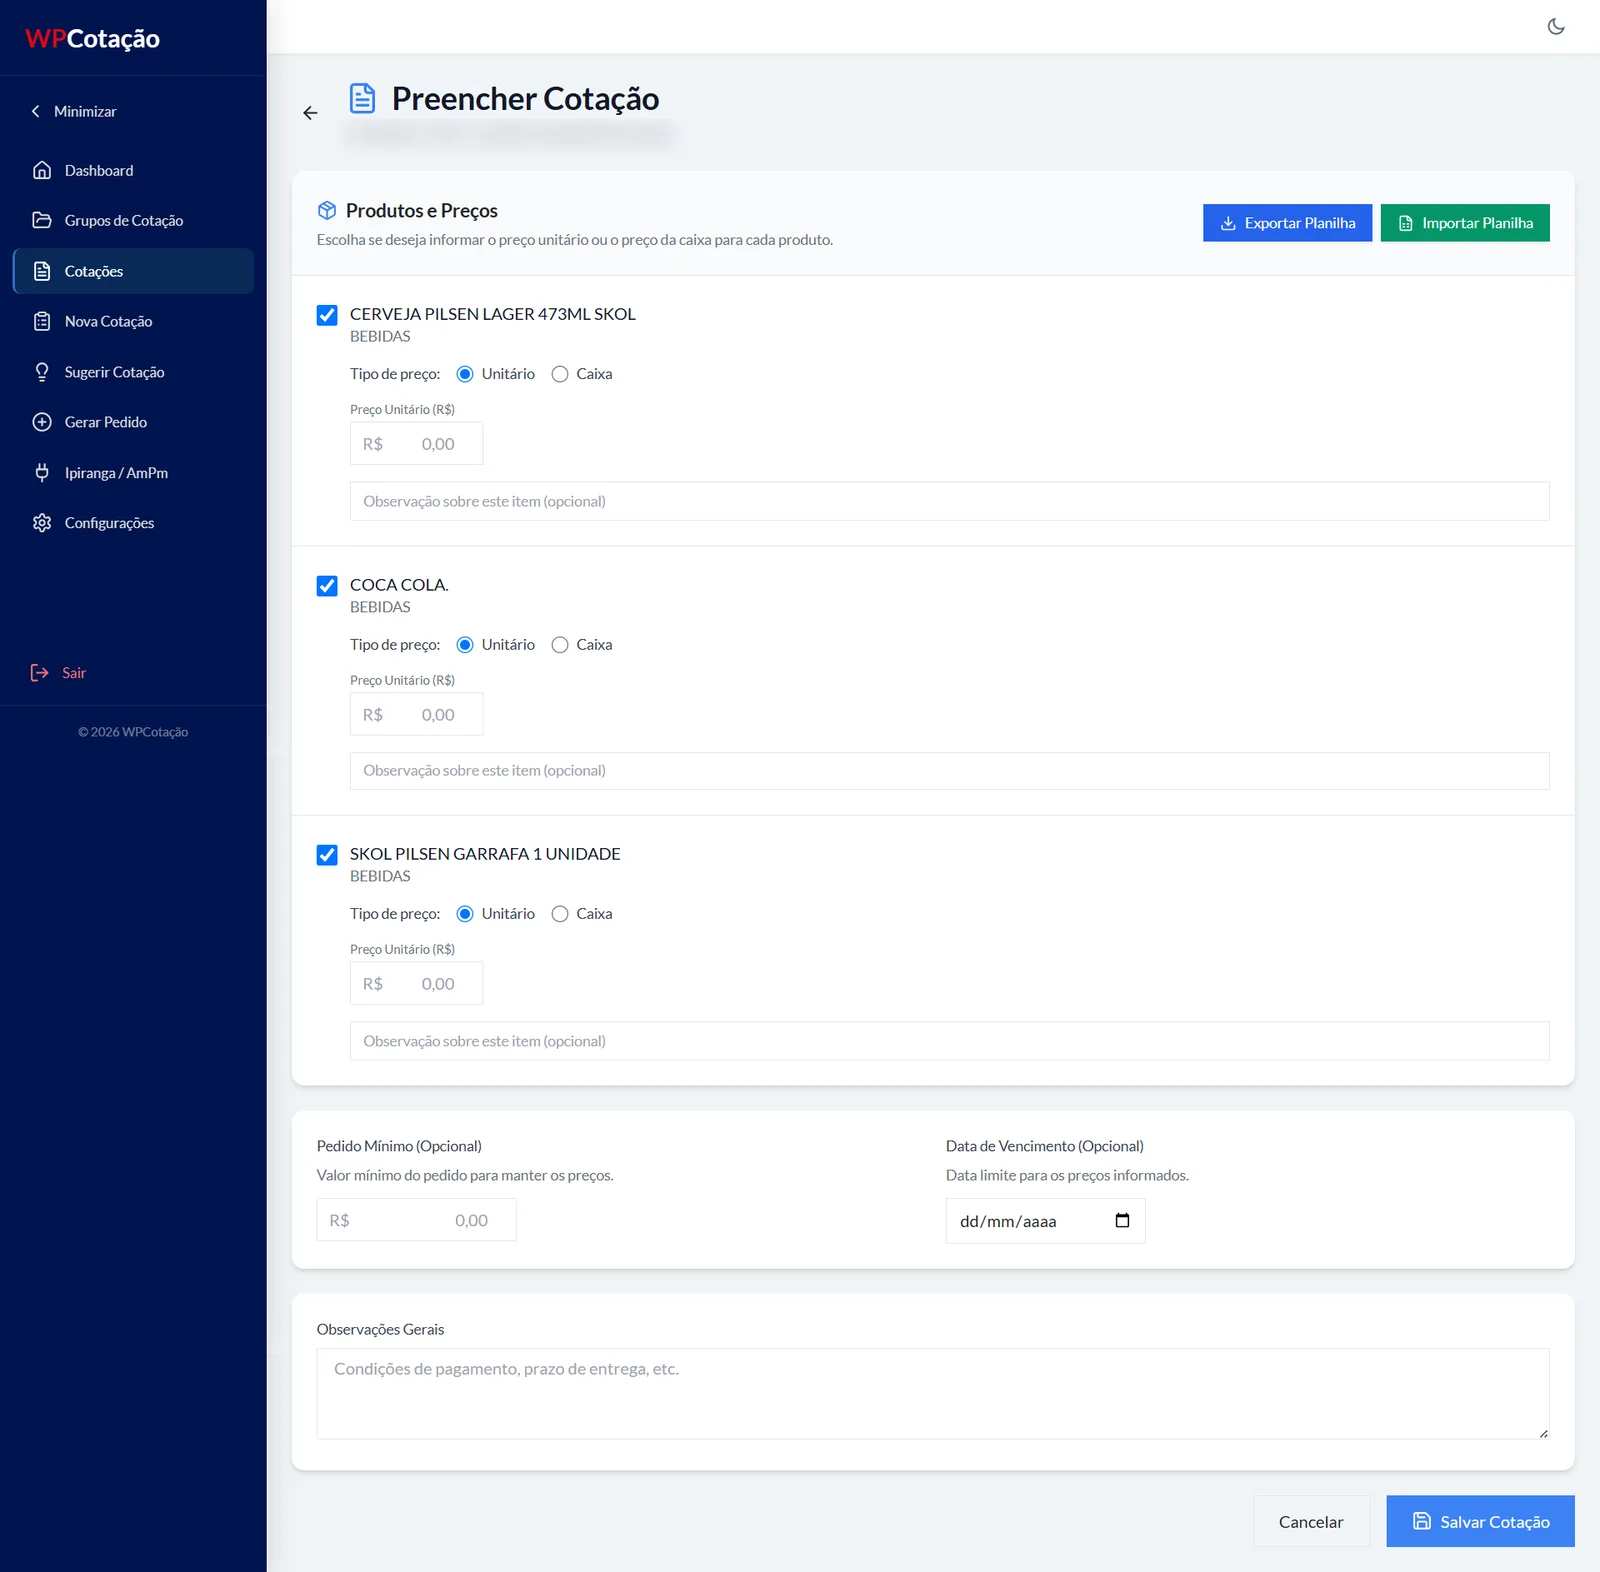 WPCotação
Minimizar
Dashboard
Grupos de Cotação
Cotações
Nova Cotação
Sugerir Cotação
Gerar Pedido
Ipiranga / AmPm
Configurações
Sair
© 2026 WPCotação
Preencher Cotação
Produtos e Preços
Escolha se deseja informar o preço unitário ou o preço da caixa para cada produto.
Exportar Planilha
Importar Planilha
CERVEJA PILSEN LAGER 473ML SKOL
BEBIDAS
Tipo de preço: Unitário Caixa
Preço Unitário (R$)
R$ 0,00
Observação sobre este item (opcional)
COCA COLA.
BEBIDAS
Tipo de preço: Unitário Caixa
Preço Unitário (R$)
R$ 0,00
Observação sobre este item (opcional)
SKOL PILSEN GARRAFA 1 UNIDADE
BEBIDAS
Tipo de preço: Unitário Caixa
Preço Unitário (R$)
R$ 0,00
Observação sobre este item (opcional)
Pedido Mínimo (Opcional)
Valor mínimo do pedido para manter os preços.
R$ 0,00
Data de Vencimento (Opcional)
Data limite para os preços informados.
dd/mm/aaaa
Observações Gerais
Condições de pagamento, prazo de entrega, etc.
Cancelar
Salvar Cotação